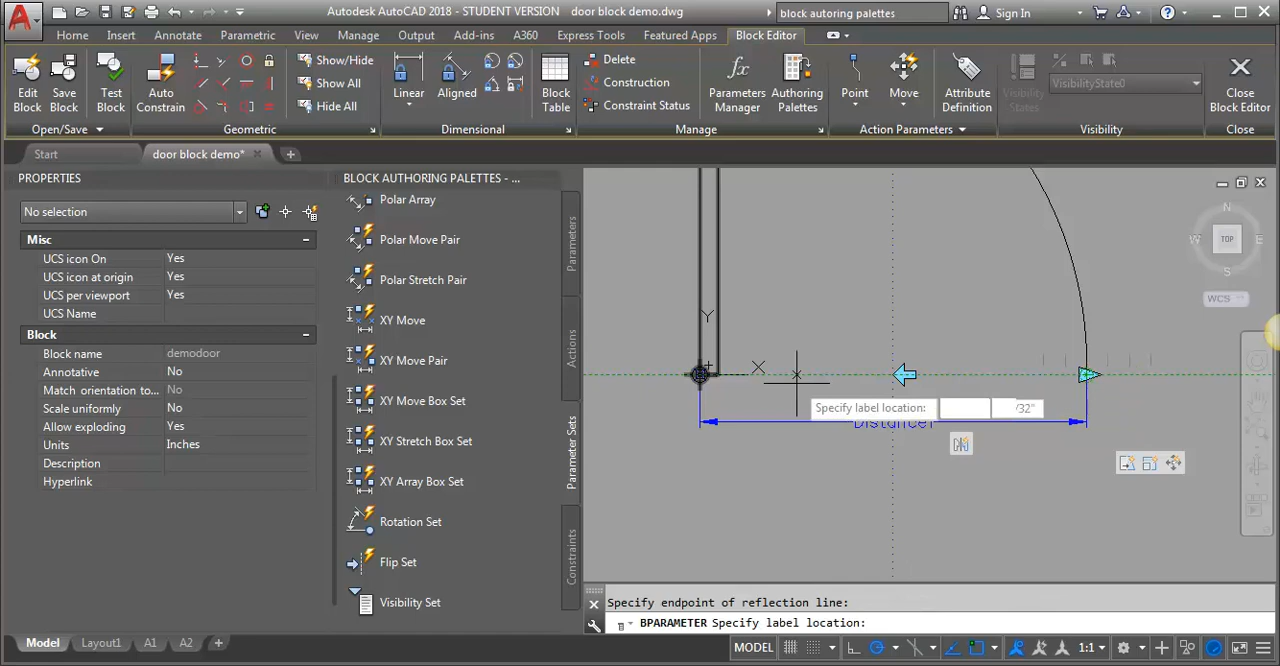 Autodesk AutoCAD 2018 - STUDENT VERSION door block demo.dwg
block autoring palettes
Sign In
Home Insert Annotate Parametric View Manage Output Add-ins A360 Express Tools Featured Apps Block Editor
Edit Block
Save Block
Test Block
Auto Constrain
Show/Hide
Show All
Hide All
Linear
Aligned
Block Table
Delete
Construction
Constraint Status
Parameters Manager
Authoring Palettes
Point
Move
Attribute Definition
Visibility States
VisibilityState0
Close Block Editor
Open/Save Geometric Dimensional Manage Action Parameters Visibility Close
Start door block demo*
PROPERTIES
No selection
Misc
UCS icon On Yes
UCS icon at origin Yes
UCS per viewport Yes
UCS Name
Block
Block name demodoor
Annotative No
Match orientation to... No
Scale uniformly No
Allow exploding Yes
Units Inches
Description
Hyperlink
BLOCK AUTHORING PALETTES - ...
Polar Array
Polar Move Pair
Polar Stretch Pair
XY Move
XY Move Pair
XY Move Box Set
XY Stretch Box Set
XY Array Box Set
Rotation Set
Flip Set
Visibility Set
Parameters
Actions
Parameter Sets
Constraints
N
W TOP E
S
WCS
Y
X
Specify label location:
/32"
Distance1
Specify endpoint of reflection line:
BPARAMETER Specify label location:
Model Layout1 A1 A2 +
MODEL
1:1